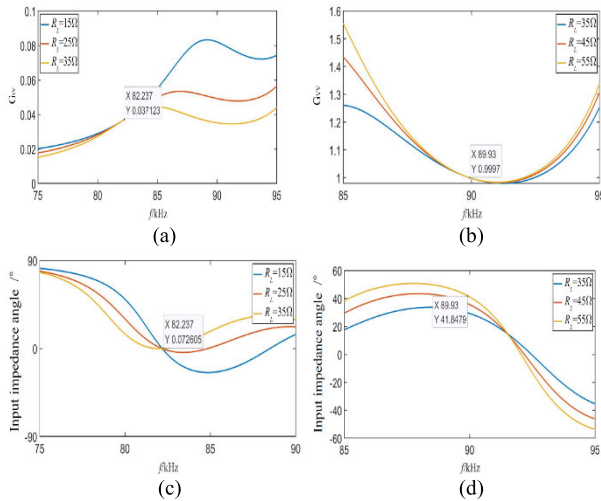 0.1
0.08
0.06
0.04
0.02
0
Gvv
R_L=15Ω
R_L=25Ω
R_L=35Ω
X 82.237
Y 0.037123
75 80 85 90 95
f/kHz
(a)
1.6
1.5
1.4
1.3
1.2
1.1
1
Gvv
R_L=35Ω
R_L=45Ω
R_L=55Ω
X 89.93
Y 0.9997
85 90 95
f/kHz
(b)
90
0
-90
Input impedance angle /°
R_L=15Ω
R_L=25Ω
R_L=35Ω
X 82.237
Y 0.072605
75 80 85 90
f/kHz
(c)
60
40
20
0
-20
-40
-60
Input impedance angle /°
R_L=35Ω
R_L=45Ω
R_L=55Ω
X 89.93
Y 41.8479
85 90 95
f/kHz
(d)